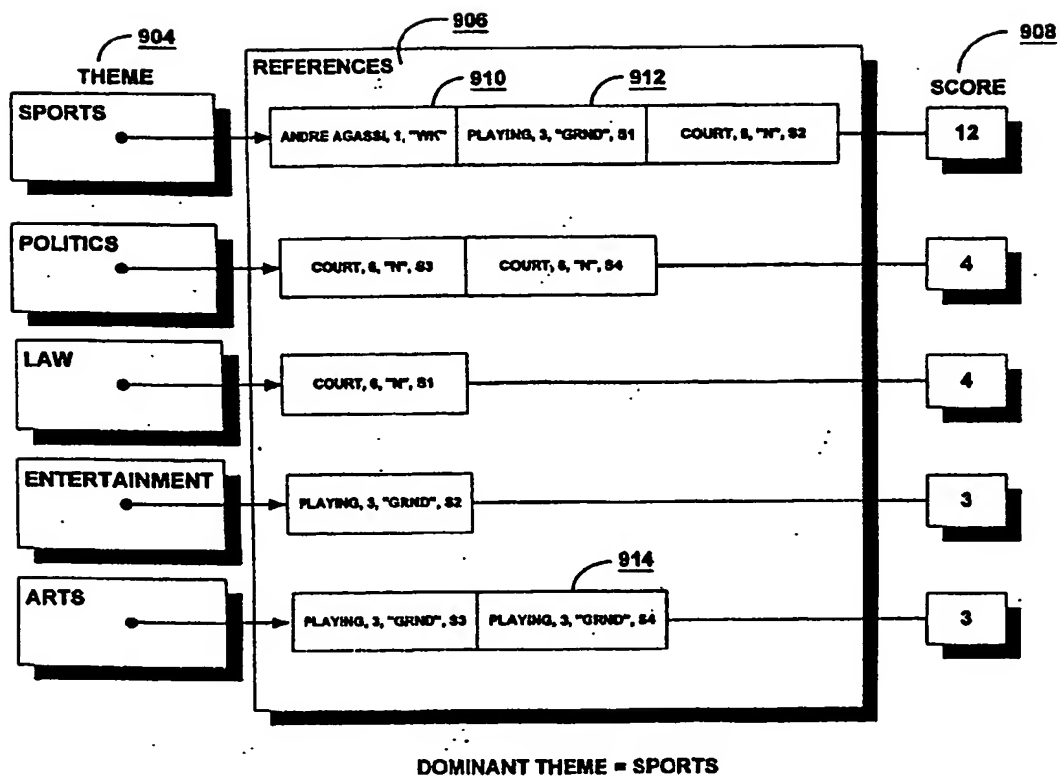 904
THEME
906
908
SCORE
REFERENCES
910
912
SPORTS
ANDRE AGASSI, 1, "WK"
PLAYING, 3, "GRND", S1
COURT, 6, "N", S2
12
POLITICS
COURT, 6, "N", S3
COURT, 6, "N", S4
4
LAW
COURT, 6, "N", S1
4
ENTERTAINMENT
PLAYING, 3, "GRND", S2
3
914
ARTS
PLAYING, 3, "GRND", S3
PLAYING, 3, "GRND", S4
3
DOMINANT THEME = SPORTS